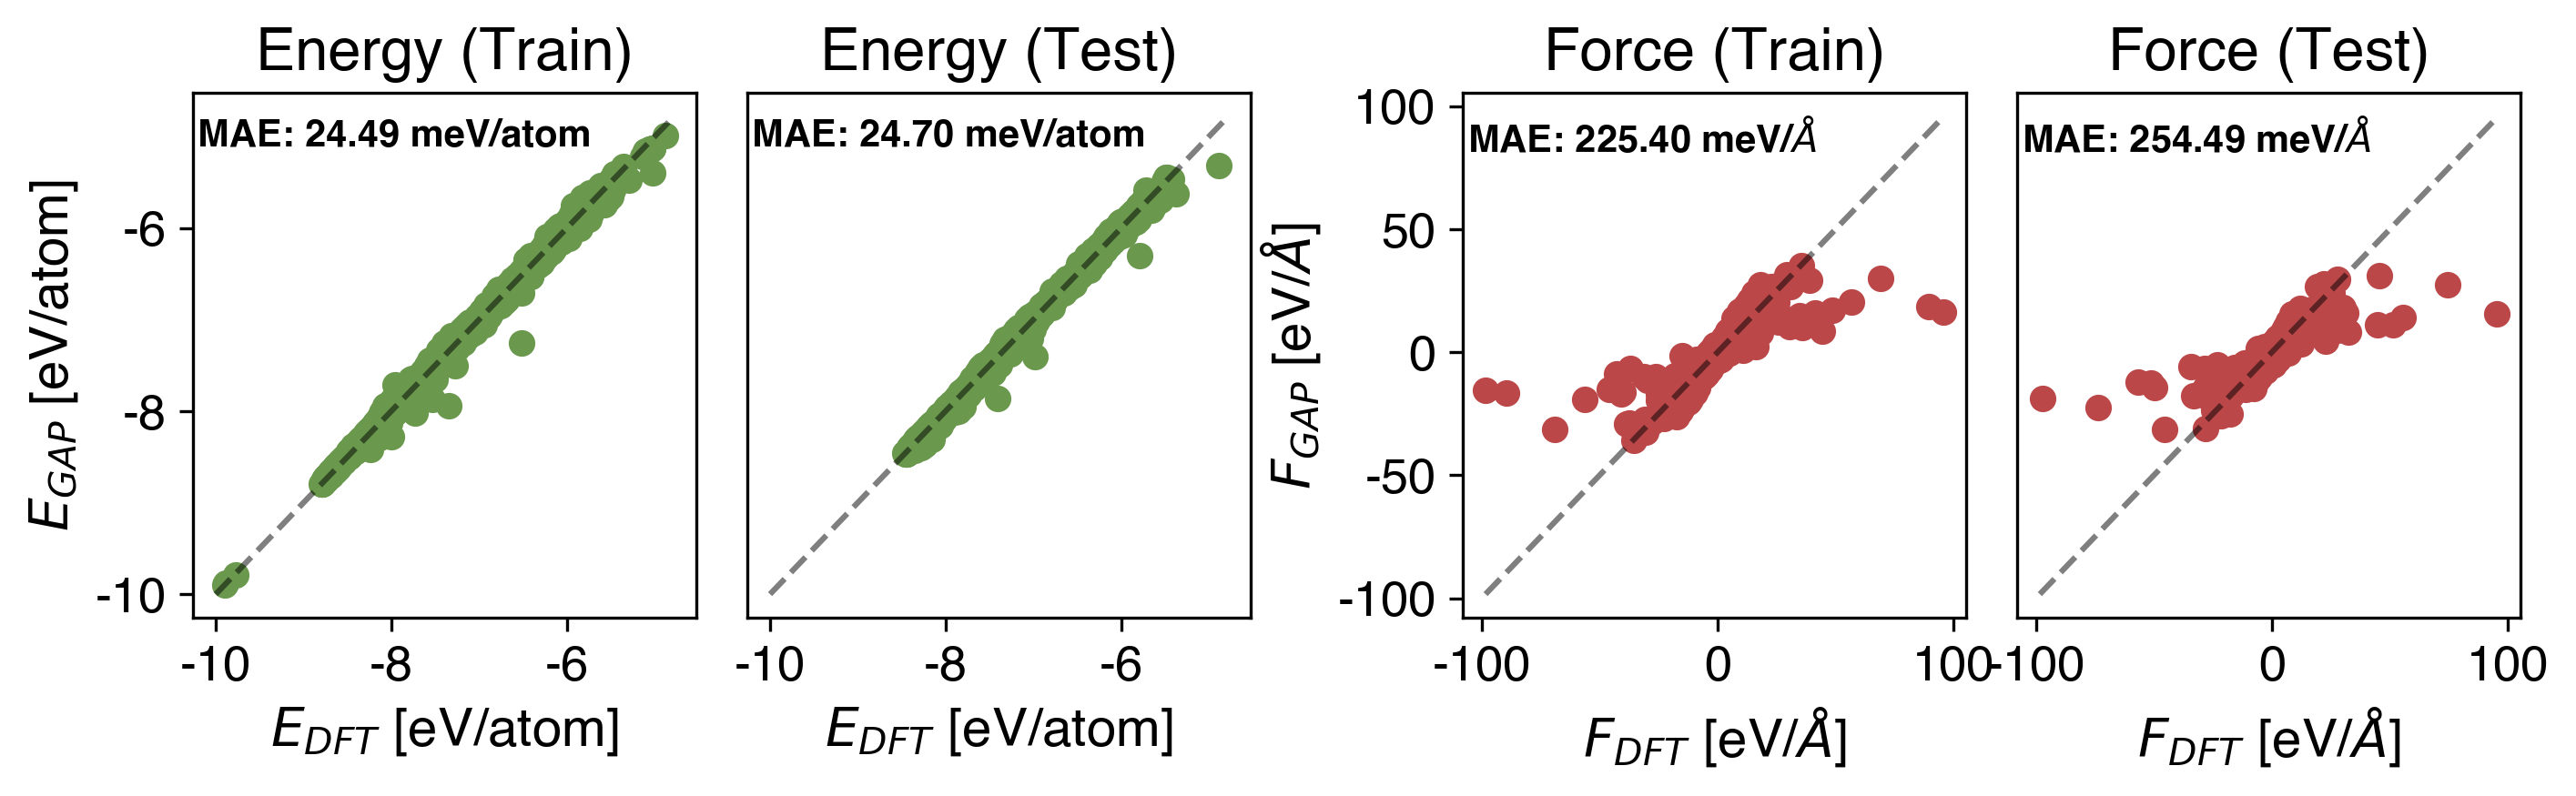 Energy (Train)
MAE: 24.49 meV/atom
E_GAP [eV/atom]
-6
-8
-10
-10 -8 -6
E_DFT [eV/atom]
Energy (Test)
MAE: 24.70 meV/atom
-10 -8 -6
E_DFT [eV/atom]
Force (Train)
MAE: 225.40 meV/Å
F_GAP [eV/Å]
100
50
0
-50
-100
-100 0 100
F_DFT [eV/Å]
Force (Test)
MAE: 254.49 meV/Å
-100 0 100
F_DFT [eV/Å]